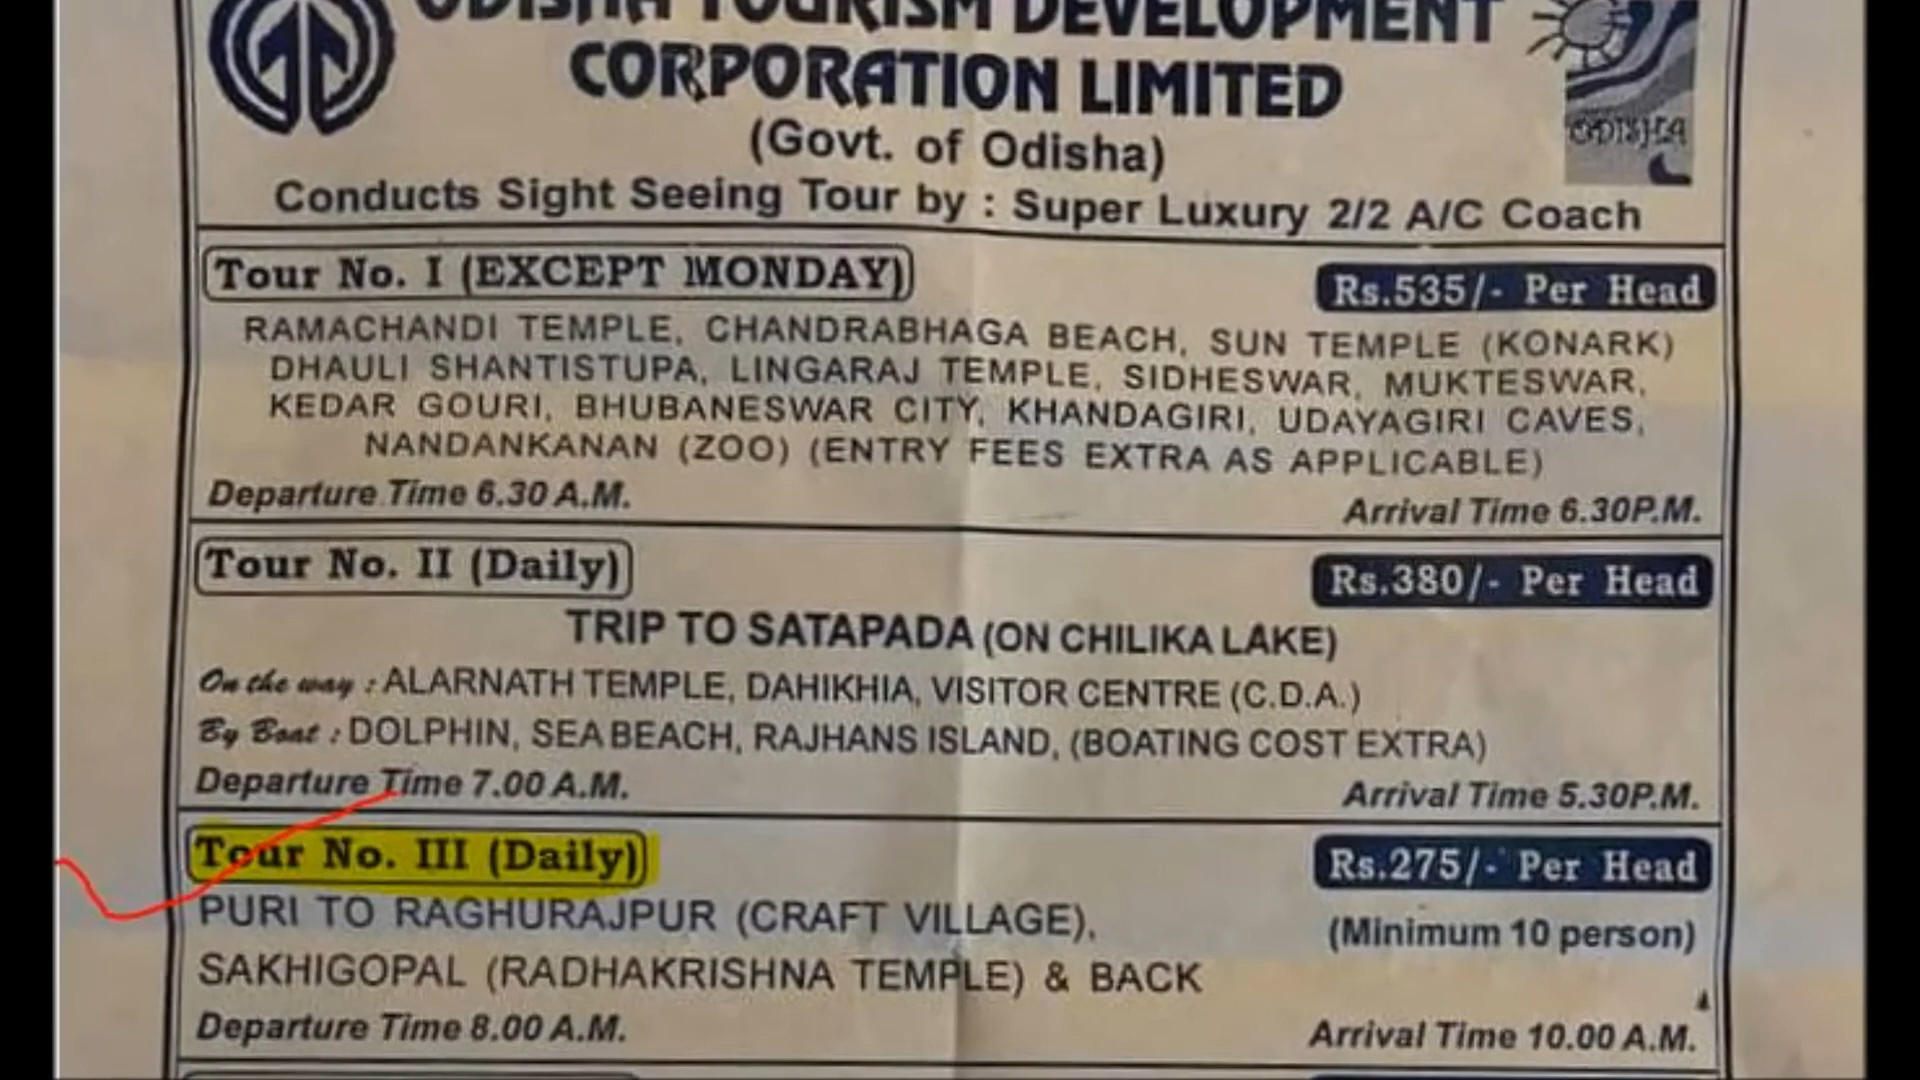 ODISHA TOURISM DEVELOPMENT
CORPORATION LIMITED
ODISHA
(Govt. of Odisha)
Conducts Sight Seeing Tour by : Super Luxury 2/2 A/C Coach
Tour No. I (EXCEPT MONDAY) Rs.535/- Per Head
RAMACHANDI TEMPLE, CHANDRABHAGA BEACH, SUN TEMPLE (KONARK)
DHAULI SHANTISTUPA, LINGARAJ TEMPLE, SIDHESWAR, MUKTESWAR,
KEDAR GOURI, BHUBANESWAR CITY, KHANDAGIRI, UDAYAGIRI CAVES,
NANDANKANAN (ZOO) (ENTRY FEES EXTRA AS APPLICABLE)
Departure Time 6.30 A.M. Arrival Time 6.30P.M.
Tour No. II (Daily) Rs.380/- Per Head
TRIP TO SATAPADA (ON CHILIKA LAKE)
On the way : ALARNATH TEMPLE, DAHIKHIA, VISITOR CENTRE (C.D.A.)
By Boat : DOLPHIN, SEA BEACH, RAJHANS ISLAND, (BOATING COST EXTRA)
Departure Time 7.00 A.M. Arrival Time 5.30P.M.
Tour No. III (Daily) Rs.275/- Per Head
PURI TO RAGHURAJPUR (CRAFT VILLAGE), (Minimum 10 person)
SAKHIGOPAL (RADHAKRISHNA TEMPLE) & BACK
Departure Time 8.00 A.M. Arrival Time 10.00 A.M.